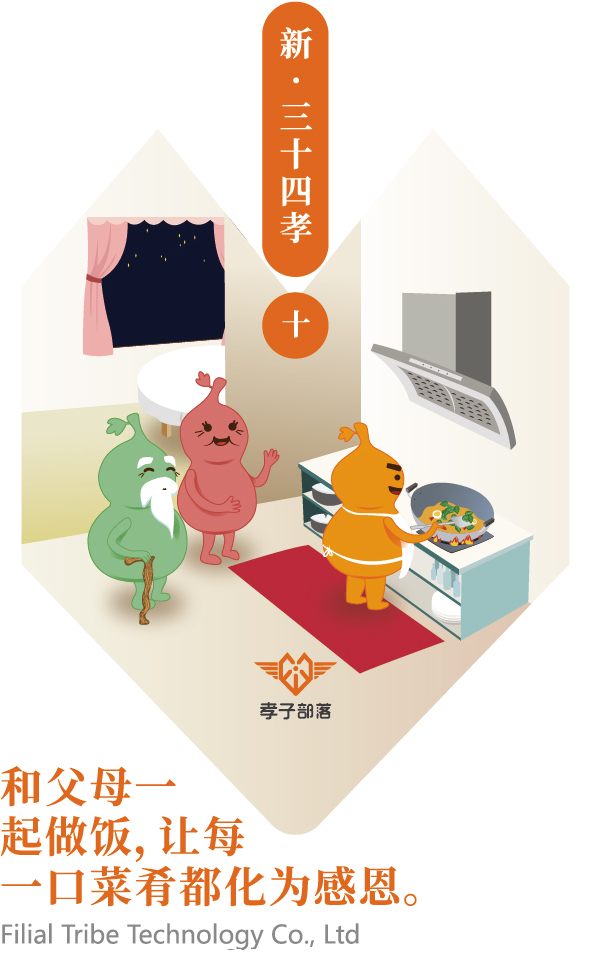 新·三十四孝
十
孝子部落
和父母一
起做饭，让每
一口菜肴都化为感恩。
Filial Tribe Technology Co., Ltd